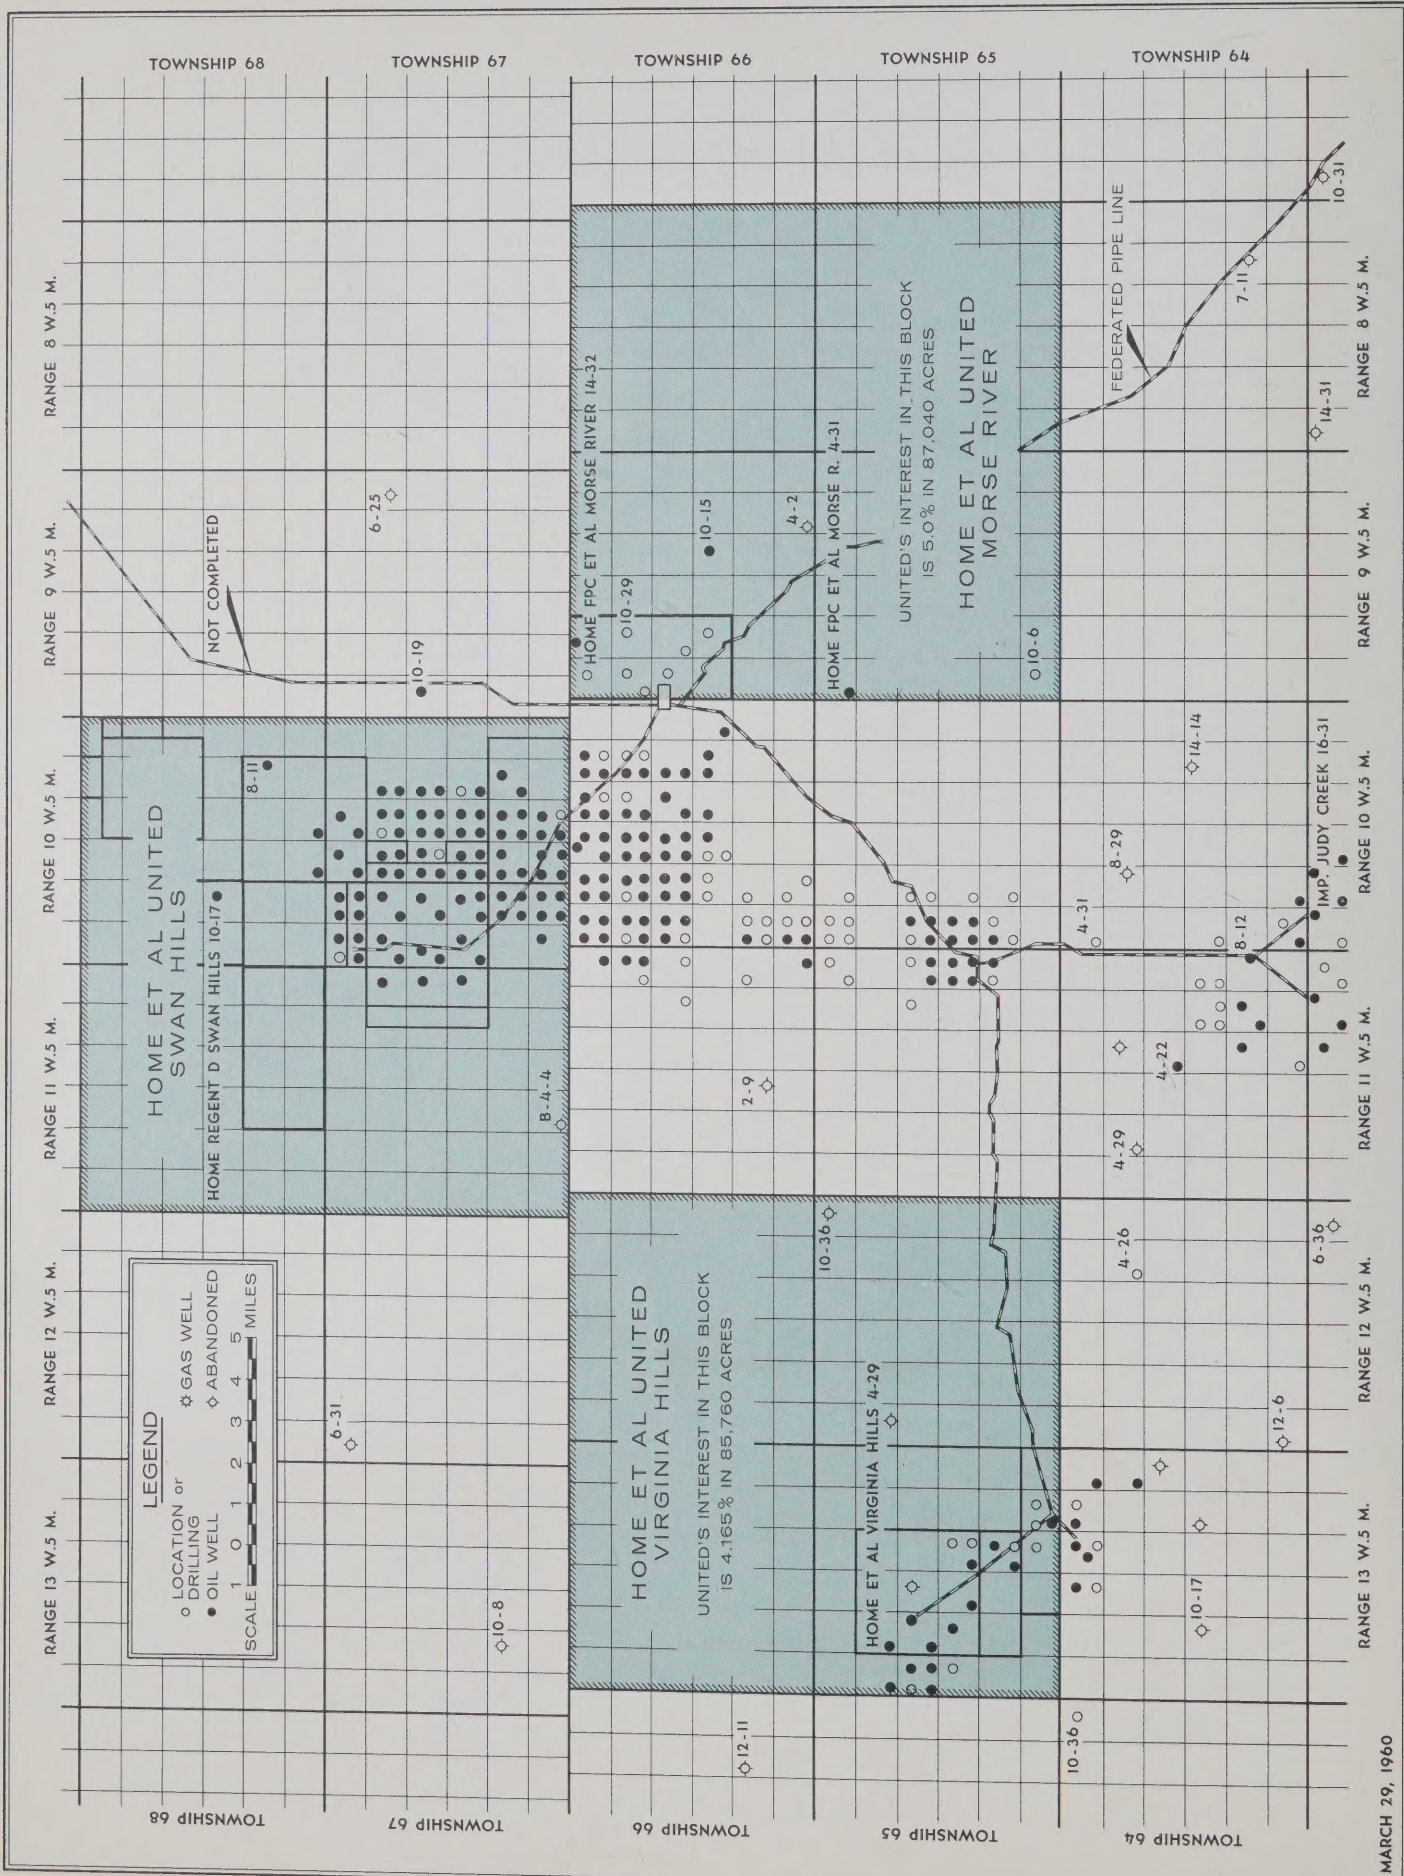 TOWNSHIP 68
TOWNSHIP 67
TOWNSHIP 66
TOWNSHIP 65
TOWNSHIP 64
RANGE 13 W.5 M.
RANGE 12 W.5 M.
RANGE 11 W.5 M.
RANGE 10 W.5 M.
RANGE 9 W.5 M.
RANGE 8 W.5 M.
LEGEND
LOCATION or
DRILLING
OIL WELL
GAS WELL
ABANDONED
SCALE 1 0 1 2 3 4 5 MILES
HOME ET AL UNITED
SWAN HILLS
HOME REGENT D SWAN HILLS 10-17
8-11
NOT COMPLETED
6-31
10-8
B-4-4
10-19
6-25
HOME ET AL UNITED
VIRGINIA HILLS
UNITED'S INTEREST IN THIS BLOCK
IS 4.165% IN 85,760 ACRES
12-11
2-9
10-36
HOME ET AL VIRGINIA HILLS 4-29
HOME FPC ET AL MORSE RIVER 14-32
10-29
10-15
4-2
HOME FPC ET AL MORSE R. 4-31
UNITED'S INTEREST IN THIS BLOCK
IS 5.0% IN 87,040 ACRES
HOME ET AL UNITED
MORSE RIVER
10-6
FEDERATED PIPE LINE
10-36
10-17
12-6
4-26
6-36
4-29
4-22
4-31
8-29
8-12
14-14
IMP. JUDY CREEK 16-31
14-31
7-11
10-31
RANGE 13 W.5 M.
RANGE 12 W.5 M.
RANGE 11 W.5 M.
RANGE 10 W.5 M.
RANGE 9 W.5 M.
RANGE 8 W.5 M.
TOWNSHIP 68
TOWNSHIP 67
TOWNSHIP 66
TOWNSHIP 65
TOWNSHIP 64
MARCH 29, 1960